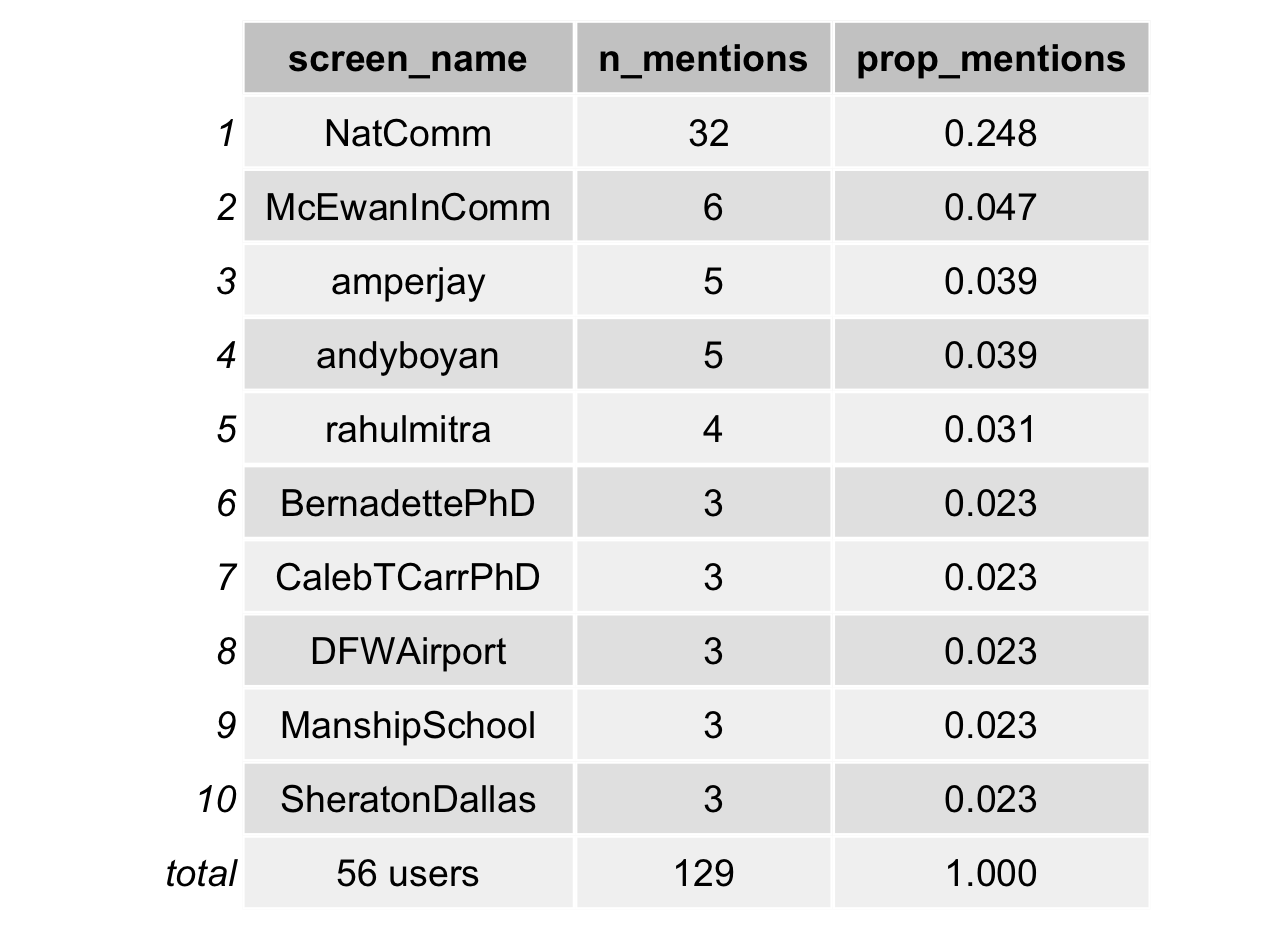 screen_name n_mentions prop_mentions
1 NatComm 32 0.248
2 McEwanInComm 6 0.047
3 amperjay 5 0.039
4 andyboyan 5 0.039
5 rahulmitra 4 0.031
6 BernadettePhD 3 0.023
7 CalebTCarrPhD 3 0.023
8 DFWAirport 3 0.023
9 ManshipSchool 3 0.023
10 SheratonDallas 3 0.023
total 56 users 129 1.000